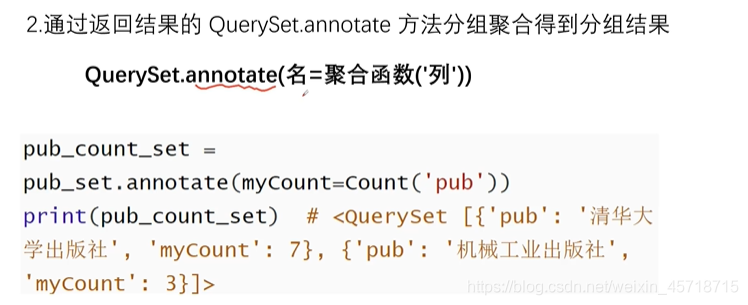 2.通过返回结果的 QuerySet.annotate 方法分组聚合得到分组结果
QuerySet.annotate(名=聚合函数('列'))
pub_count_set =
pub_set.annotate(myCount=Count('pub'))
print(pub_count_set)  # <QuerySet [{'pub': '清华大
学出版社', 'myCount': 7}, {'pub': '机械工业出版社',
'myCount': 3}]>
https://blog.csdn.net/weixin_45718715